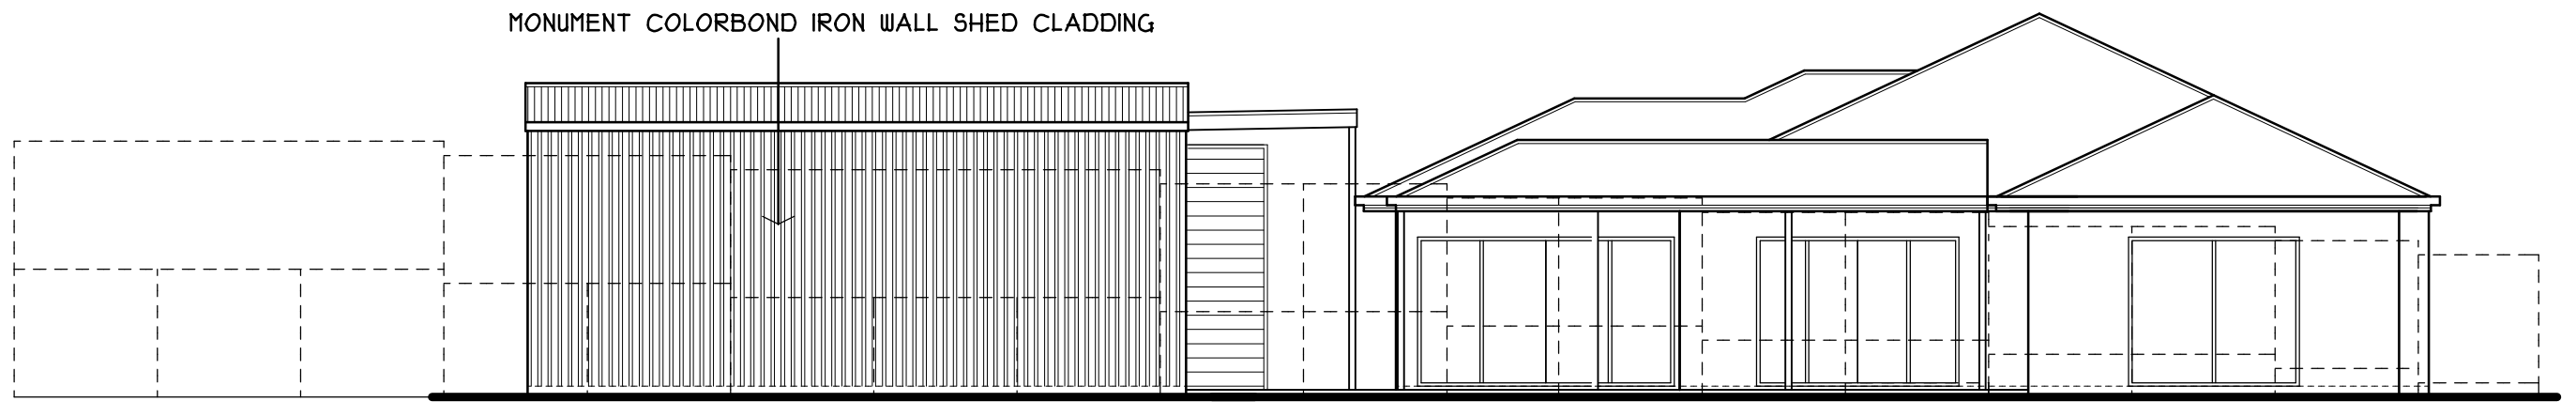 MONUMENT COLORBOND IRON WALL SHED CLADDING